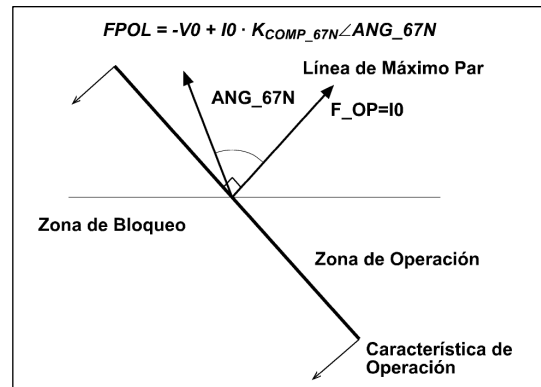 FPOL = -V0 + I0 · K_COMP_67N∠ANG_67N
Línea de Máximo Par
ANG_67N
F_OP=I0
Zona de Bloqueo
Zona de Operación
Característica de
Operación